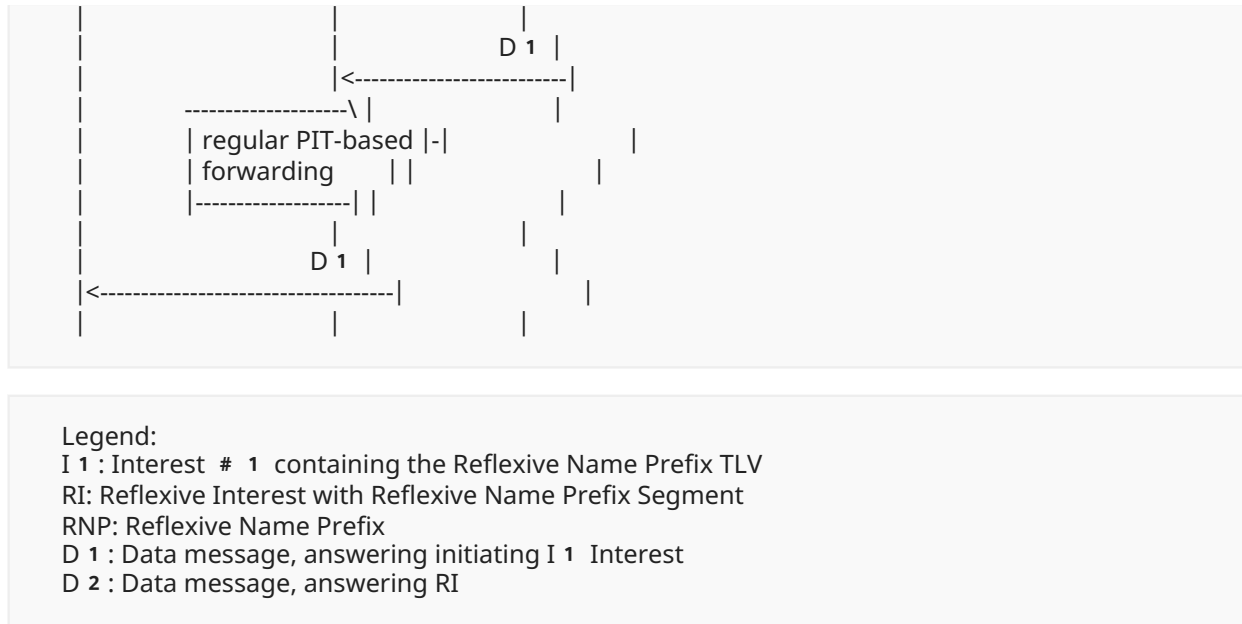 |                                   |                          |
|                                   |                       D 1 |
|                                   |<--------------------------|
|              --------------------\ |                          |
|              | regular PIT-based |-|                          |
|              | forwarding        | |                          |
|              |-------------------| |                          |
|                                   |                          |
|                               D 1 |                          |
|<-----------------------------------|                          |
|                                   |                          |
Legend:
I 1 : Interest # 1 containing the Reflexive Name Prefix TLV
RI: Reflexive Interest with Reflexive Name Prefix Segment
RNP: Reflexive Name Prefix
D 1 : Data message, answering initiating I 1 Interest
D 2 : Data message, answering RI